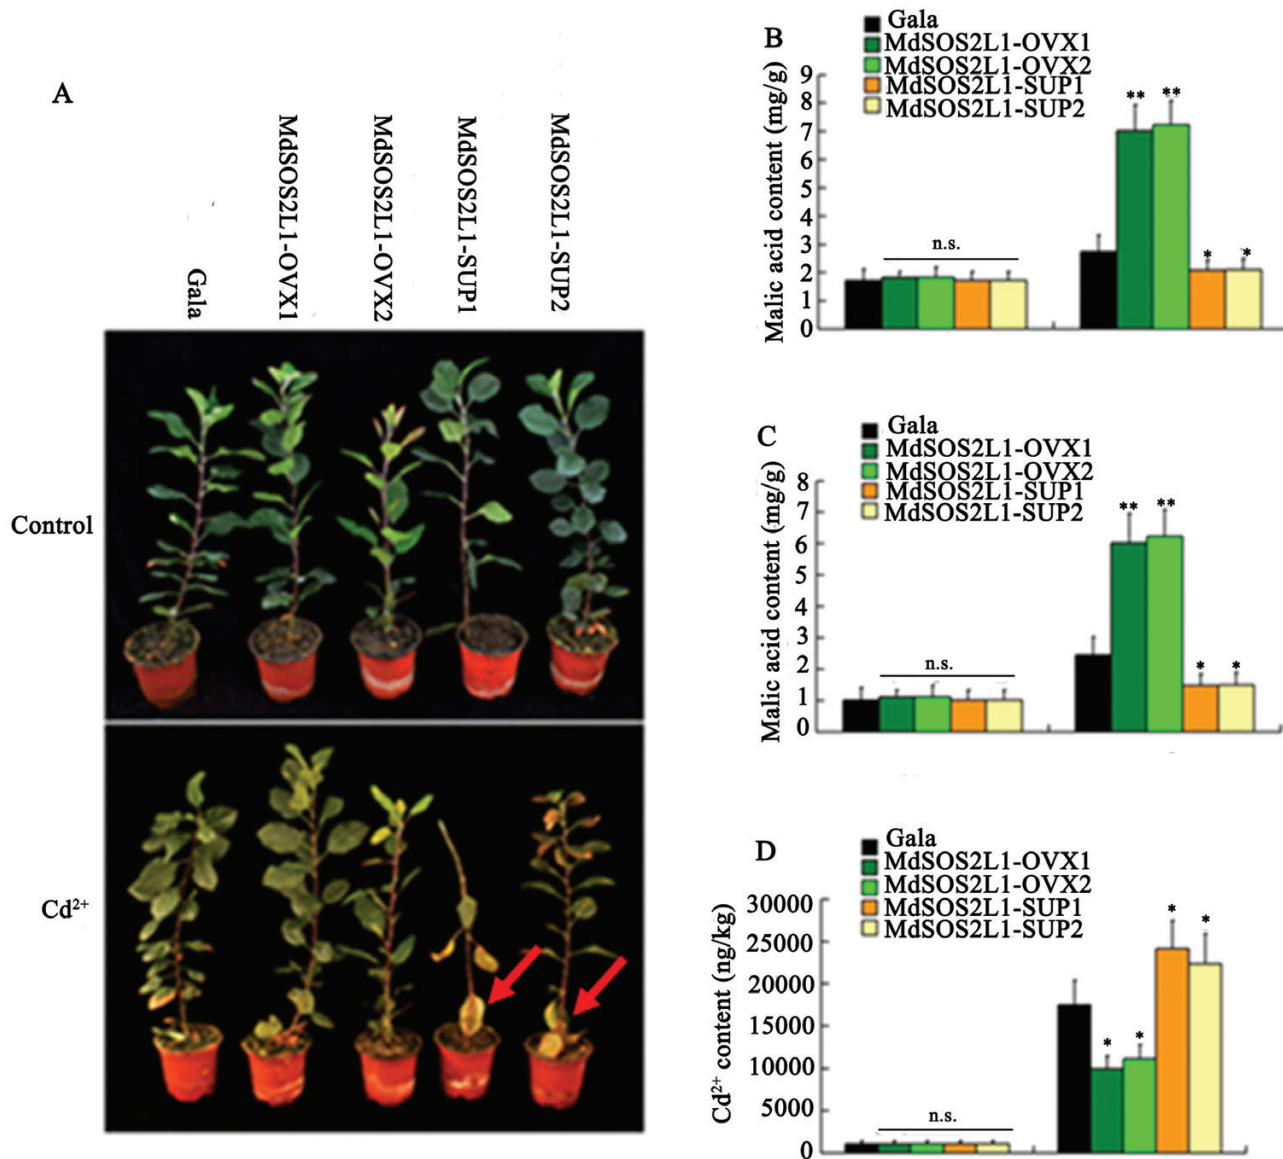 A
Gala
MdSOS2L1-OVX1
MdSOS2L1-OVX2
MdSOS2L1-SUP1
MdSOS2L1-SUP2
Control
Cd²⁺
B
Gala
MdSOS2L1-OVX1
MdSOS2L1-OVX2
MdSOS2L1-SUP1
MdSOS2L1-SUP2
Malic acid content (mg/g)
9
8
7
6
5
4
3
2
1
0
n.s.
** **
* *
C
Gala
MdSOS2L1-OVX1
MdSOS2L1-OVX2
MdSOS2L1-SUP1
MdSOS2L1-SUP2
Malic acid content (mg/g)
8
7
6
5
4
3
2
1
0
n.s.
** **
* *
D
Gala
MdSOS2L1-OVX1
MdSOS2L1-OVX2
MdSOS2L1-SUP1
MdSOS2L1-SUP2
Cd²⁺ content (ng/kg)
30000
25000
20000
15000
10000
5000
0
n.s.
* *
* *